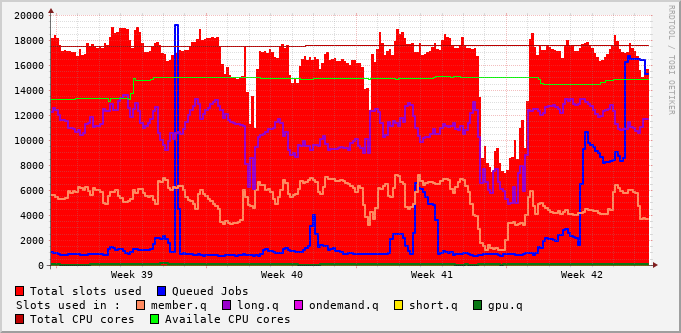 20000
18000
16000
14000
12000
10000
8000
6000
4000
2000
0
Week 39 Week 40 Week 41 Week 42
RRDTOOL / TOBI OETIKER
Total slots used Queued Jobs
Slots used in : member.q long.q ondemand.q short.q gpu.q
Total CPU cores Availale CPU cores